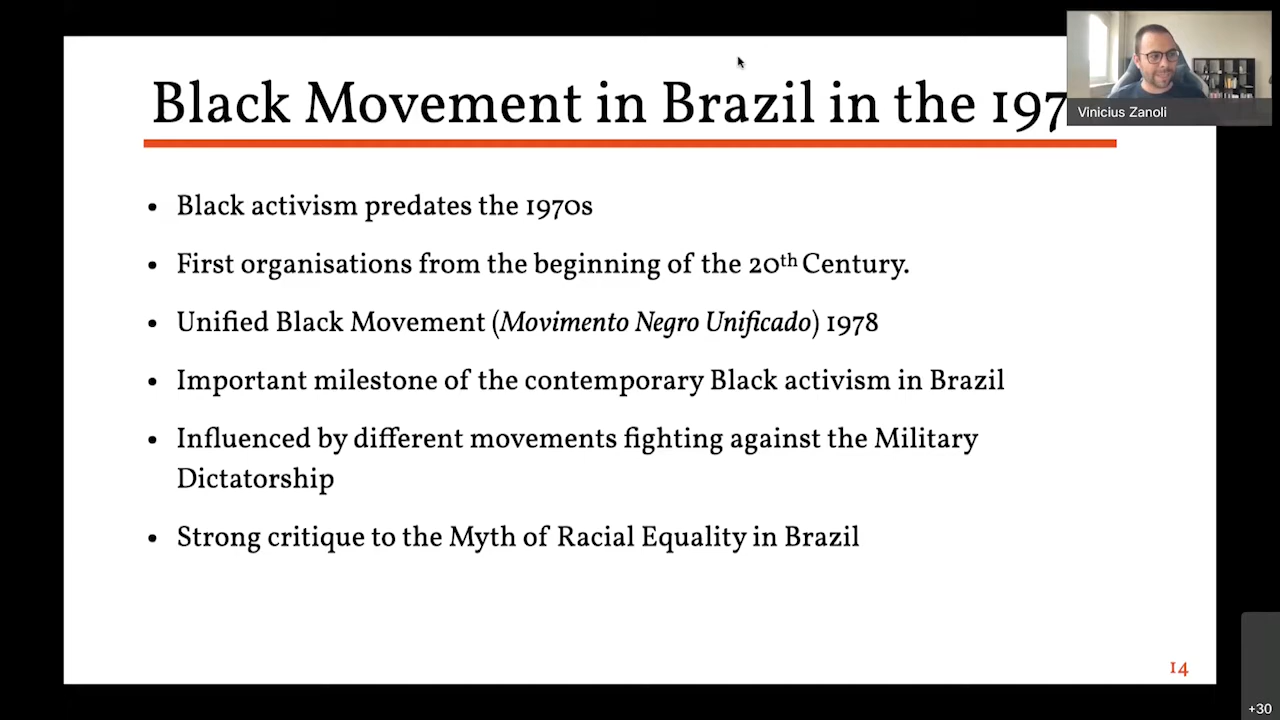 Black Movement in Brazil in the 197
Vinicius Zanoli
• Black activism predates the 1970s
• First organisations from the beginning of the 20th Century.
• Unified Black Movement (Movimento Negro Unificado) 1978
• Important milestone of the contemporary Black activism in Brazil
• Influenced by different movements fighting against the Military
Dictatorship
• Strong critique to the Myth of Racial Equality in Brazil
14
+30